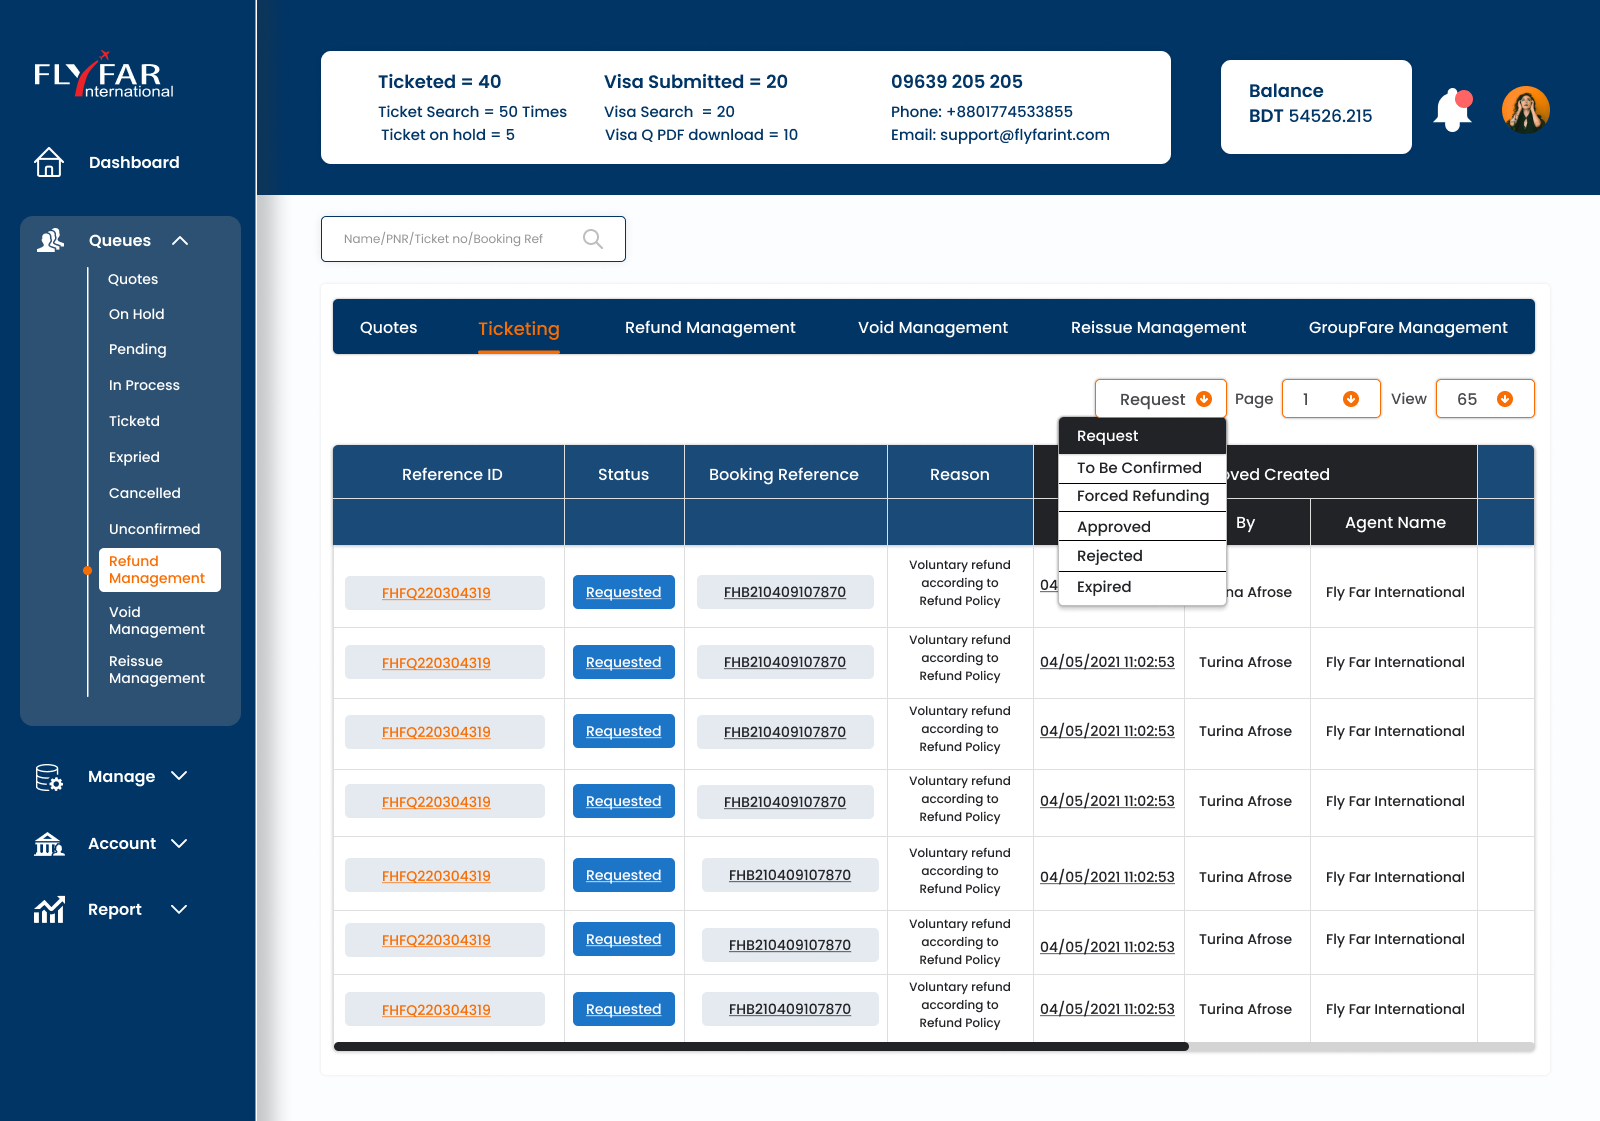 FLYFAR
International
Dashboard
Queues
Quotes
On Hold
Pending
In Process
Ticketd
Expried
Cancelled
Unconfirmed
Refund
Management
Void
Management
Reissue
Management
Manage
Account
Report
Ticketed = 40
Ticket Search = 50 Times
Ticket on hold = 5
Visa Submitted = 20
Visa Search = 20
Visa Q PDF download = 10
09639 205 205
Phone: +8801774533855
Email: support@flyfarint.com
Balance
BDT 54526.215
Name/PNR/Ticket no/Booking Ref
Quotes Ticketing Refund Management Void Management Reissue Management GroupFare Management
Request Page 1 View 65
Request
To Be Confirmed
Forced Refunding
Approved
Rejected
Expired
Reference ID Status Booking Reference Reason oved Created
By Agent Name
FHFQ220304319 Requested FHB210409107870 Voluntary refund
according to
Refund Policy
04 na Afrose Fly Far International
FHFQ220304319 Requested FHB210409107870 Voluntary refund
according to
Refund Policy
04/05/2021 11:02:53 Turina Afrose Fly Far International
FHFQ220304319 Requested FHB210409107870 Voluntary refund
according to
Refund Policy
04/05/2021 11:02:53 Turina Afrose Fly Far International
FHFQ220304319 Requested FHB210409107870 Voluntary refund
according to
Refund Policy
04/05/2021 11:02:53 Turina Afrose Fly Far International
FHFQ220304319 Requested FHB210409107870 Voluntary refund
according to
Refund Policy
04/05/2021 11:02:53 Turina Afrose Fly Far International
FHFQ220304319 Requested FHB210409107870 Voluntary refund
according to
Refund Policy
04/05/2021 11:02:53 Turina Afrose Fly Far International
FHFQ220304319 Requested FHB210409107870 Voluntary refund
according to
Refund Policy
04/05/2021 11:02:53 Turina Afrose Fly Far International